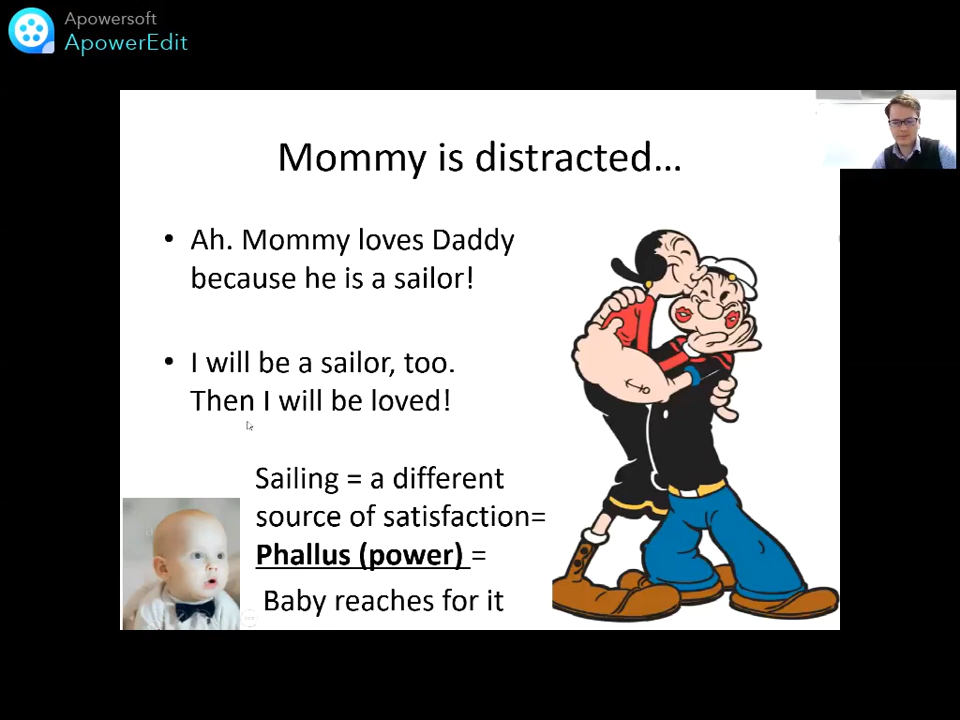 Apowersoft
ApowerEdit
Mommy is distracted...
• Ah. Mommy loves Daddy
because he is a sailor!
• I will be a sailor, too.
Then I will be loved!
Sailing = a different
source of satisfaction=
Phallus (power) =
Baby reaches for it